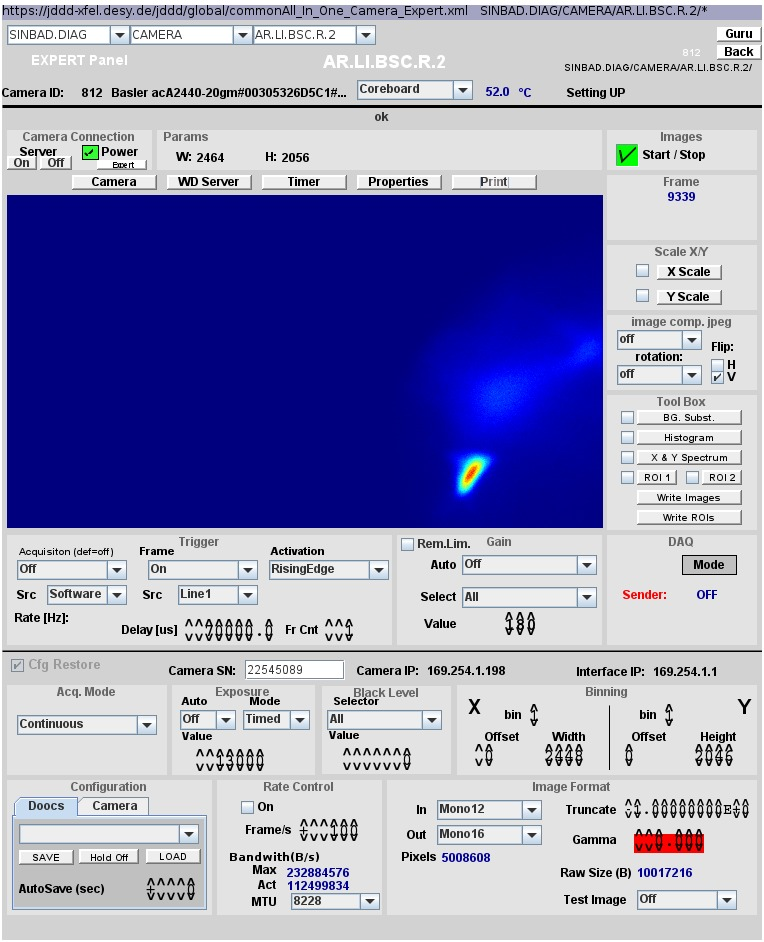 https://jddd-xfel.desy.de/jddd/global/commonAll_In_One_Camera_Expert.xml SINBAD.DIAG/CAMERA/AR.LI.BSC.R.2/*
SINBAD.DIAG CAMERA AR.LI.BSC.R.2 Guru
812 Back
EXPERT Panel AR.LI.BSC.R.2 SINBAD.DIAG/CAMERA/AR.LI.BSC.R.2/
Camera ID: 812 Basler acA2440-20gm#00305326D5C1#... Coreboard 52.0 °C Setting UP
ok
Camera Connection Params Images
Server Power W: 2464 H: 2056 Start / Stop
On Off Expert
Camera WD Server Timer Properties Print Frame
9339
Scale X/Y
X Scale
Y Scale
image comp. jpeg
off Flip:
rotation: H
off V
Tool Box
BG. Subst.
Histogram
X & Y Spectrum
ROI 1 ROI 2
Write Images
Write ROIs
Trigger Rem.Lim. Gain DAQ
Acquisiton (def=off) Frame Activation
Off On RisingEdge Auto Off Mode
Src Software Src Line1 Select All Sender: OFF
Rate [Hz]: Value 180
Delay[us] 70000.0 Fr Cnt 1
Cfg Restore Camera SN: 22545089 Camera IP: 169.254.1.198 Interface IP: 169.254.1.1
Acq. Mode Exposure Black Level Binning
Auto Mode Selector
Continuous Off Timed All X bin 1 bin 1 Y
Value Value Offset Width Offset Height
13000 0 0 2448 0 2046
Configuration Rate Control Image Format
Doocs Camera On In Mono12 Truncate 1.00000000E+0
Frame/s + 100 Out Mono16 Gamma 0.000
SAVE Hold Off LOAD Bandwith(B/s) Pixels 5008608
Max 232884576 Raw Size (B) 10017216
AutoSave (sec) + 0 Act 112499834
MTU 8228 Test Image Off